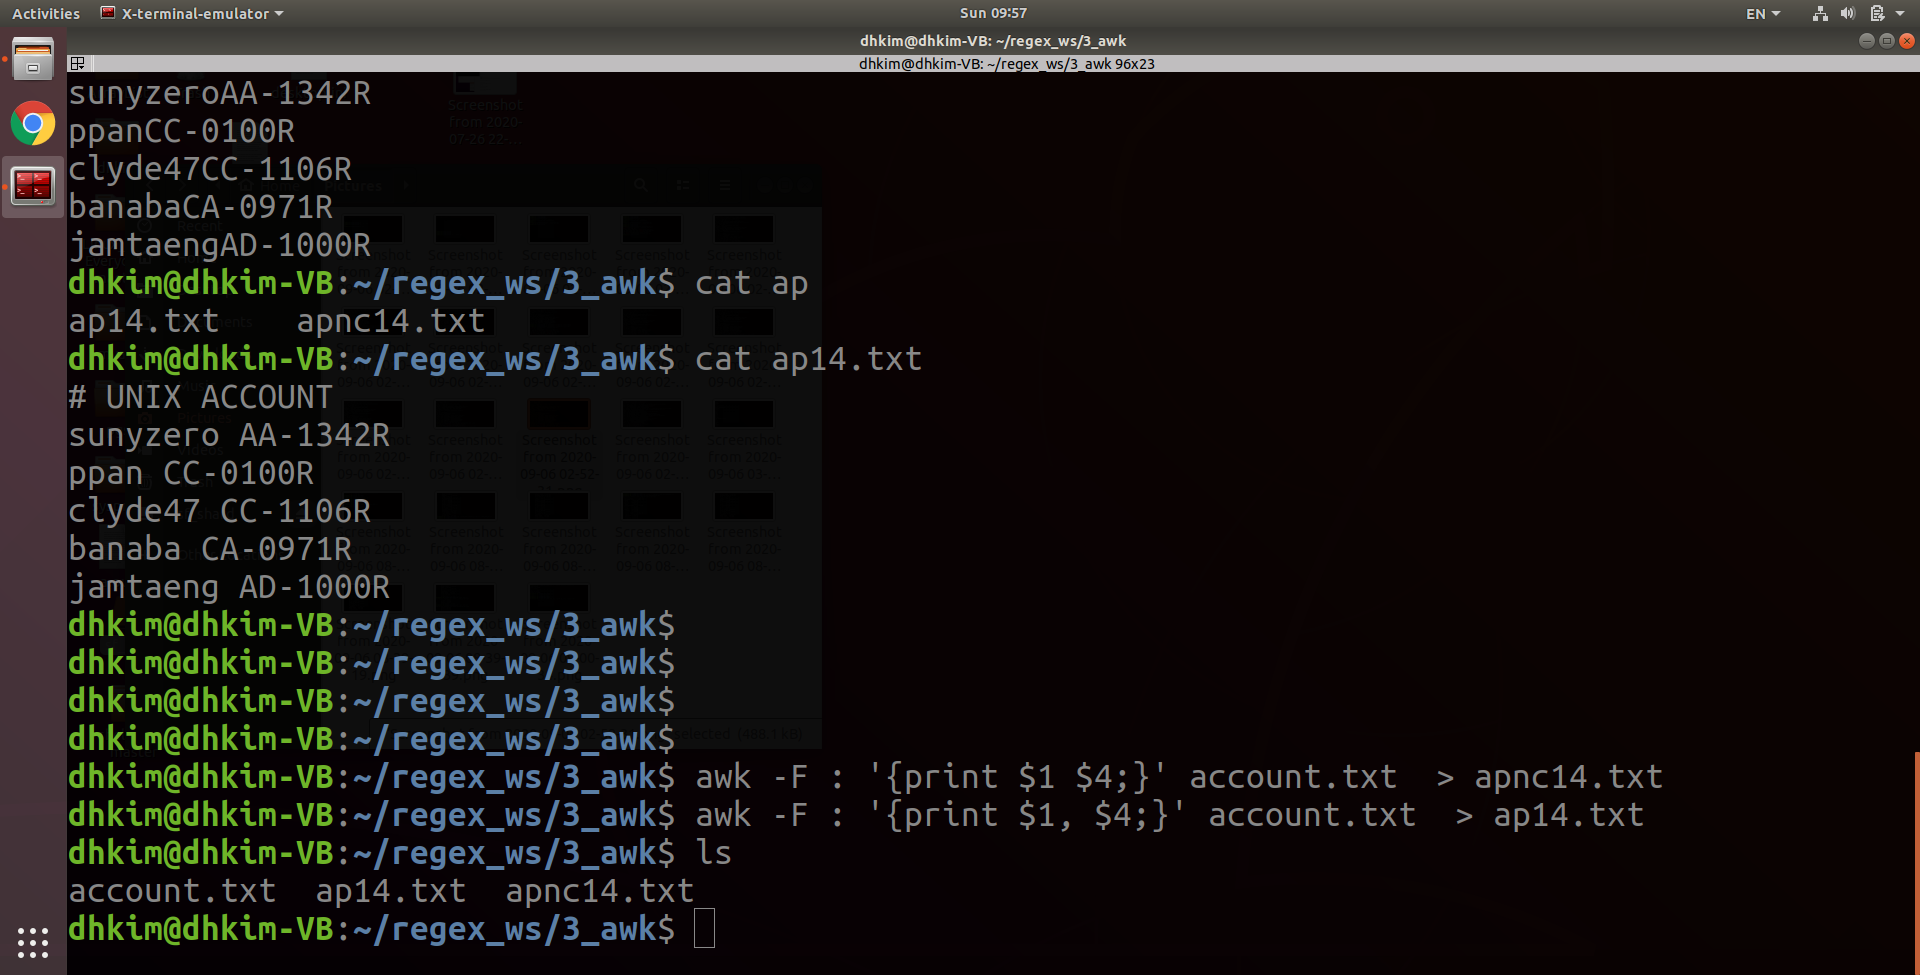 Activities X-terminal-emulator Sun 09:57 EN
dhkim@dhkim-VB: ~/regex_ws/3_awk
dhkim@dhkim-VB: ~/regex_ws/3_awk 96x23
sunyzeroAA-1342R
ppanCC-0100R
clyde47CC-1106R
banabaCA-0971R
jamtaengAD-1000R
dhkim@dhkim-VB:~/regex_ws/3_awk$ cat ap
ap14.txt    apnc14.txt
dhkim@dhkim-VB:~/regex_ws/3_awk$ cat ap14.txt
# UNIX ACCOUNT
sunyzero AA-1342R
ppan CC-0100R
clyde47 CC-1106R
banaba CA-0971R
jamtaeng AD-1000R
dhkim@dhkim-VB:~/regex_ws/3_awk$
dhkim@dhkim-VB:~/regex_ws/3_awk$
dhkim@dhkim-VB:~/regex_ws/3_awk$
dhkim@dhkim-VB:~/regex_ws/3_awk$
dhkim@dhkim-VB:~/regex_ws/3_awk$ awk -F : '{print $1 $4;}' account.txt  > apnc14.txt
dhkim@dhkim-VB:~/regex_ws/3_awk$ awk -F : '{print $1, $4;}' account.txt  > ap14.txt
dhkim@dhkim-VB:~/regex_ws/3_awk$ ls
account.txt  ap14.txt  apnc14.txt
dhkim@dhkim-VB:~/regex_ws/3_awk$